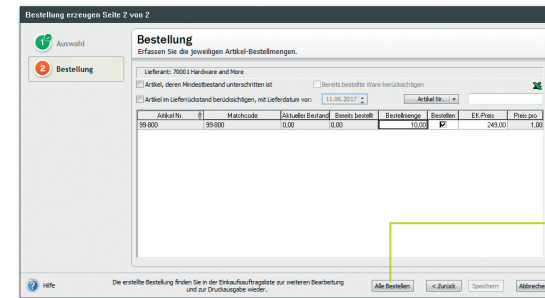 Bestellung erzeugen Seite 2 von 2
1 Auswahl
2 Bestellung
Bestellung
Erfassen Sie die jeweiligen Artikel-Bestellmengen.
Lieferant: 70001 Hardware and More
Artikel, deren Mindestbestand unterschritten ist Bereits bestellte Ware berücksichtigen
Artikel im Lieferrückstand berücksichtigen, mit Lieferdatum vor: 11.06.2017 Artikel Nr.
Artikel Nr. Matchcode Aktueller Bestand Bereits bestellt Bestellmenge Bestellen EK-Preis Preis pro
99-800 99-800 0,00 0,00 10,00 249,00 1,00
Hilfe
Die erstellte Bestellung finden Sie in der Einkaufsauftragsliste zur weiteren Bearbeitung
und zur Druckausgabe wieder.
Alle Bestellen < Zurück Speichern Abbreche